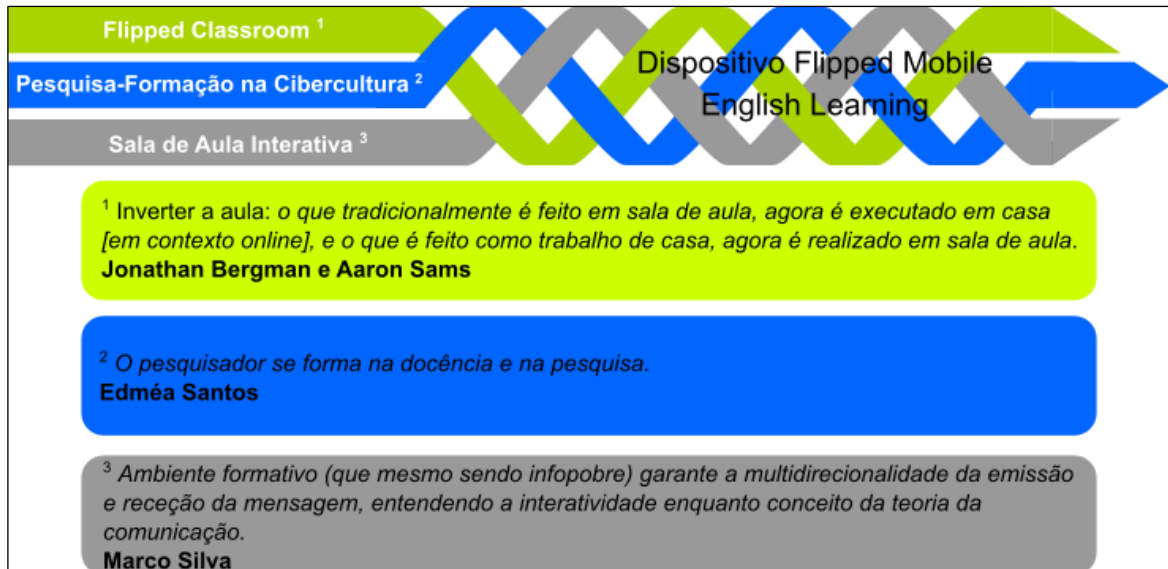 Flipped Classroom ¹
Pesquisa-Formação na Cibercultura ²
Sala de Aula Interativa ³
Dispositivo Flipped Mobile
English Learning
¹ Inverter a aula: o que tradicionalmente é feito em sala de aula, agora é executado em casa
[em contexto online], e o que é feito como trabalho de casa, agora é realizado em sala de aula.
Jonathan Bergman e Aaron Sams
² O pesquisador se forma na docência e na pesquisa.
Edméa Santos
³ Ambiente formativo (que mesmo sendo infopobre) garante a multidirecionalidade da emissão
e receção da mensagem, entendendo a interatividade enquanto conceito da teoria da
comunicação.
Marco Silva